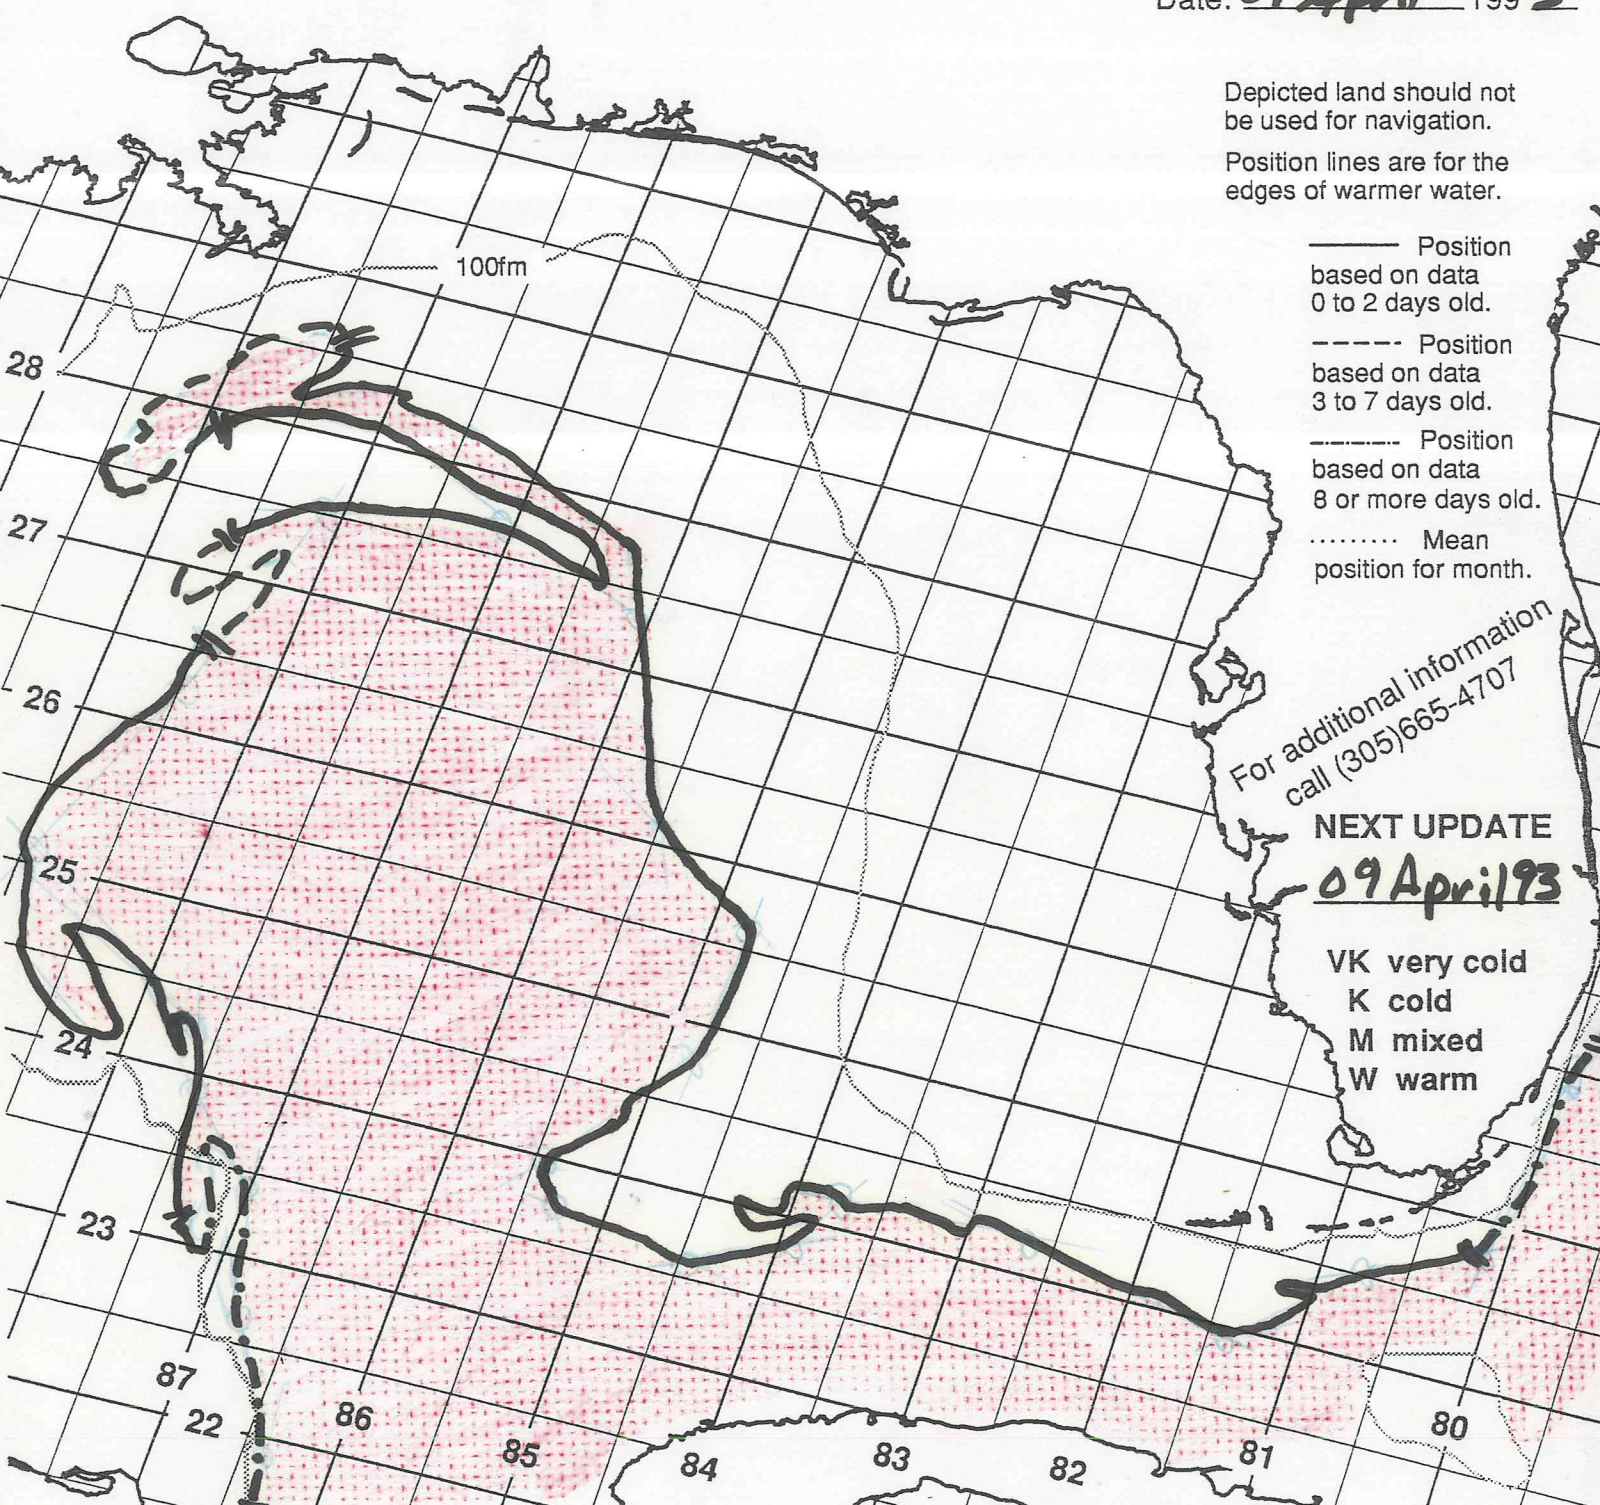 Date: April 199
Depicted land should not
be used for navigation.
Position lines are for the
edges of warmer water.
Position
based on data
0 to 2 days old.
Position
based on data
3 to 7 days old.
Position
based on data
8 or more days old.
Mean
position for month.
For additional information
call (305)665-4707
NEXT UPDATE
09 April 93
VK very cold
K cold
M mixed
W warm
100fm
28
27
26
25
24
23
87
22
86
85
84
83
82
81
80